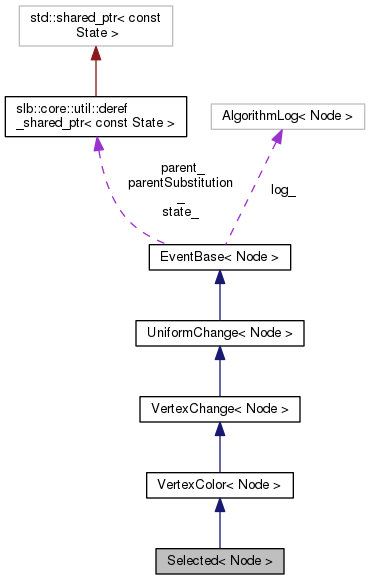 std::shared_ptr< const
State >
slb::core::util::deref
_shared_ptr< const State >
AlgorithmLog< Node >
parent_
parentSubstitution
_
state_
log_
EventBase< Node >
UniformChange< Node >
VertexChange< Node >
VertexColor< Node >
Selected< Node >